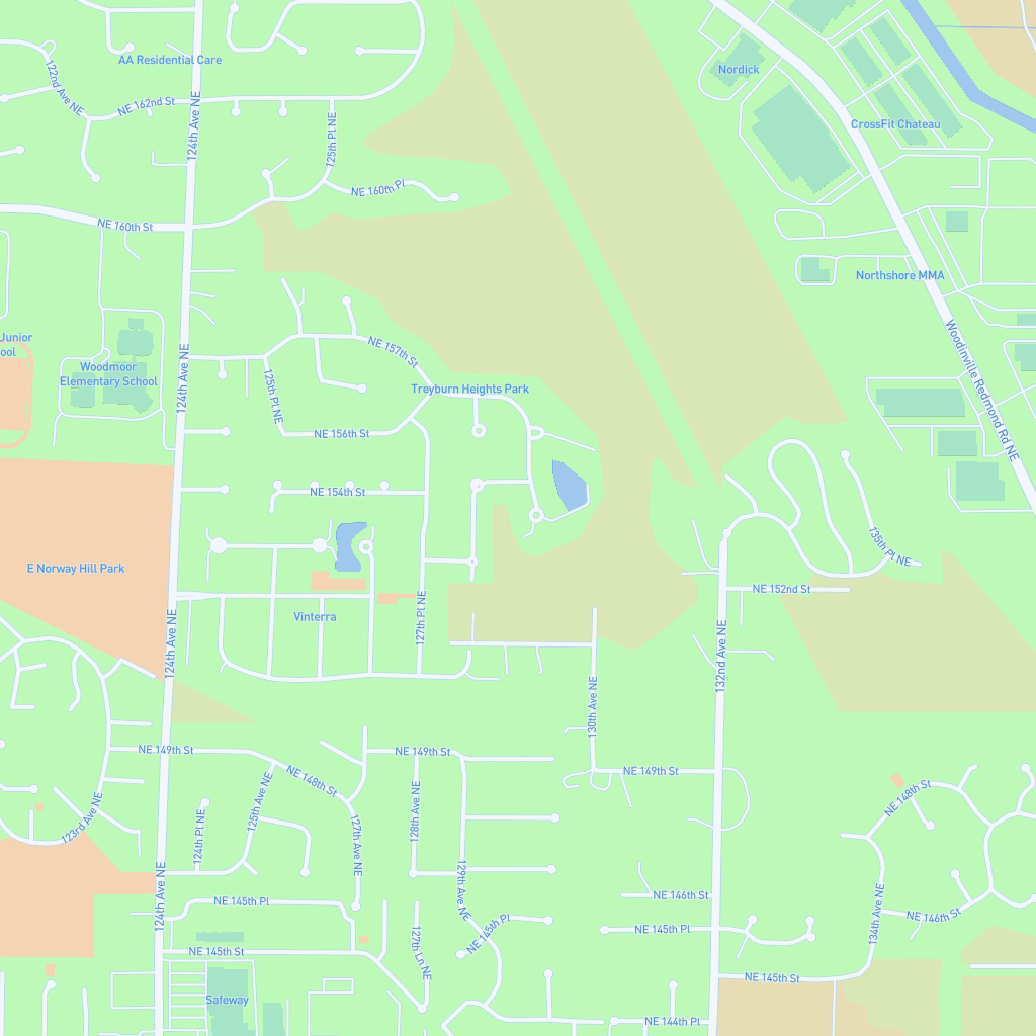 AA Residential Care
122nd Ave NE
NE 162nd St
124th Ave NE
125th Pl NE
NE 160th Pl
NE 160th St
Nordick
CrossFit Chateau
Northshore MMA
Woodinville Redmond Rd NE
Junior
ool
Woodmoor
Elementary School
124th Ave NE
NE 157th St
125th Pl NE
Treyburn Heights Park
NE 156th St
NE 154th St
135th Pl NE
E Norway Hill Park
NE 152nd St
Vinterra
127th Pl NE
124th Ave NE
132nd Ave NE
130th Ave NE
NE 149th St
NE 149th St
NE 149th St
NE 148th St
NE 148th St
123rd Ave NE
124th Pl NE
125th Ave NE
127th Ave NE
128th Ave NE
129th Ave NE
124th Ave NE
NE 146th St
134th Ave NE
NE 146th St
NE 145th Pl
NE 145th Pl
NE 145th Pl
NE 145th St
127th Ln NE
NE 145th St
Safeway
NE 144th Pl